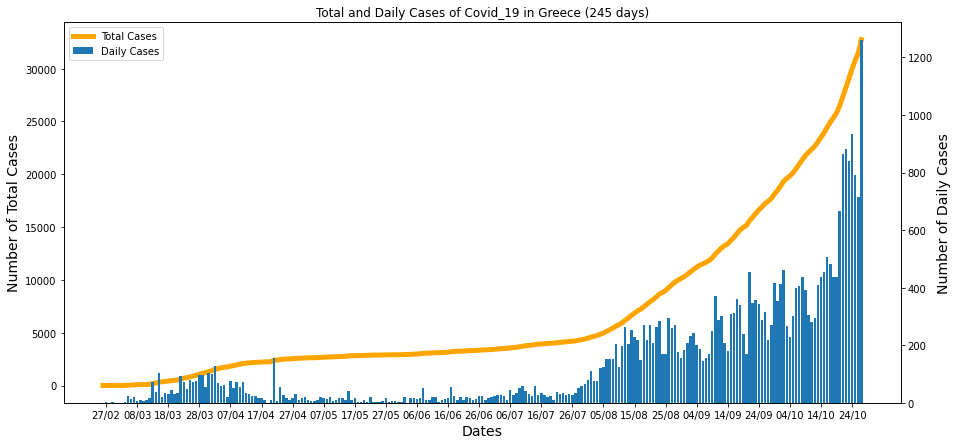 Total and Daily Cases of Covid_19 in Greece (245 days)
Total Cases
Daily Cases
Number of Total Cases
30000
25000
20000
15000
10000
5000
0
Number of Daily Cases
1200
1000
800
600
400
200
0
27/02 08/03 18/03 28/03 07/04 17/04 27/04 07/05 17/05 27/05 06/06 16/06 26/06 06/07 16/07 26/07 05/08 15/08 25/08 04/09 14/09 24/09 04/10 14/10 24/10
Dates